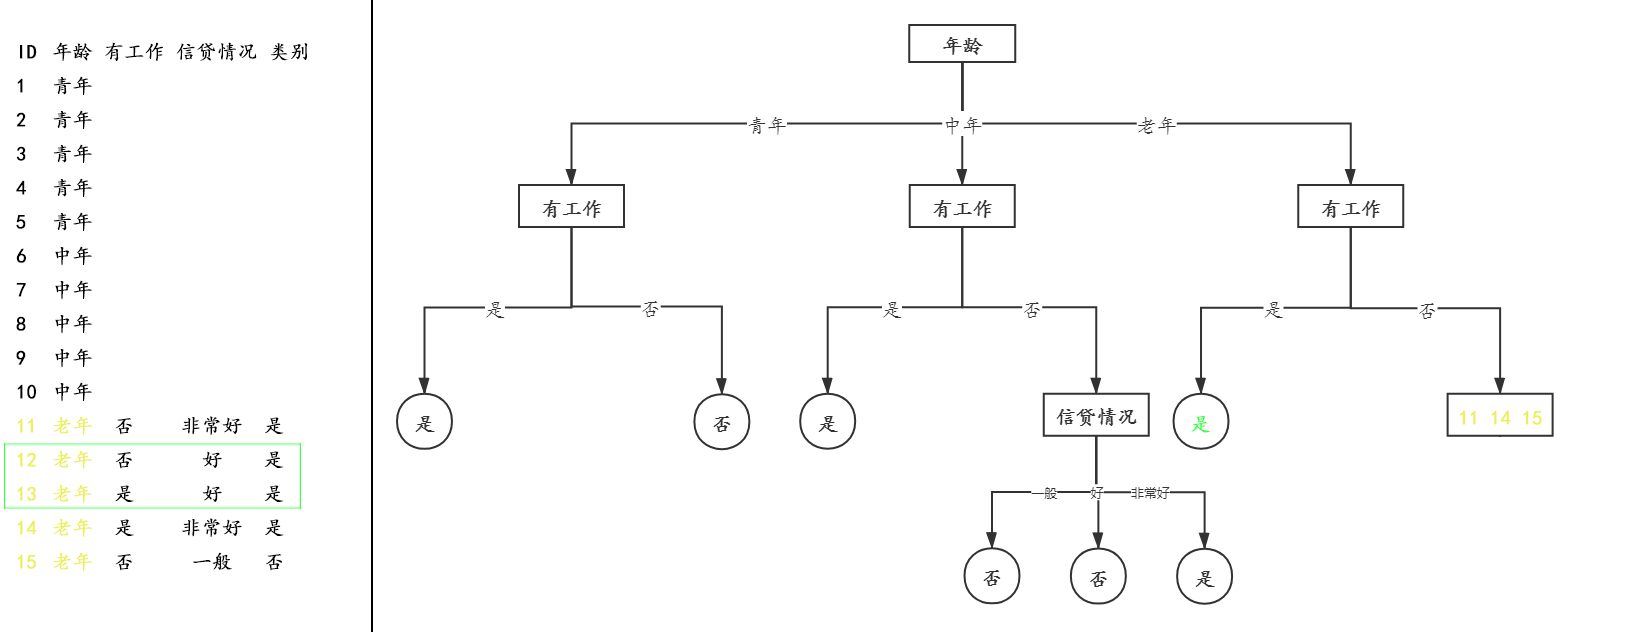 ID 年龄 有工作 信贷情况 类别
1 青年
2 青年
3 青年
4 青年
5 青年
6 中年
7 中年
8 中年
9 中年
10 中年
11 老年 否 非常好 是
12 老年 否 好 是
13 老年 是 好 是
14 老年 是 非常好 是
15 老年 否 一般 否
年龄
青年 中年 老年
有工作 有工作 有工作
是 否 是 否 是 否
是 否 是 信贷情况 是 11 14 15
一般 好 非常好
否 否 是